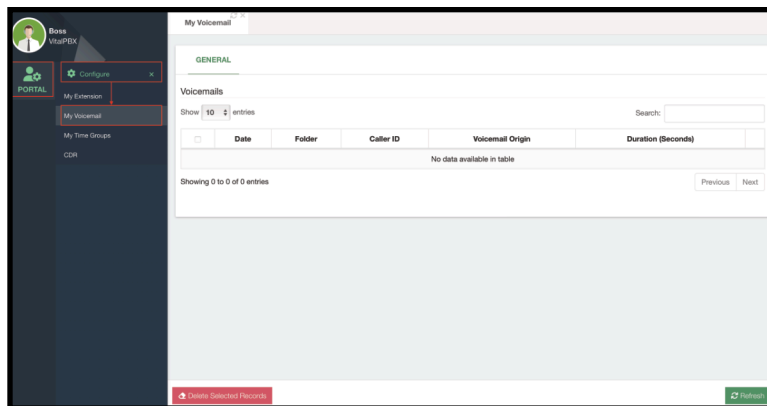 Boss
VitalPBX
PORTAL
Configure
My Extension
My Voicemail
My Time Groups
CDR
My Voicemail
GENERAL
Voicemails
Show 10 entries
Search:
Date Folder Caller ID Voicemail Origin Duration (Seconds)
No data available in table
Showing 0 to 0 of 0 entries
Previous Next
Delete Selected Records
Refresh